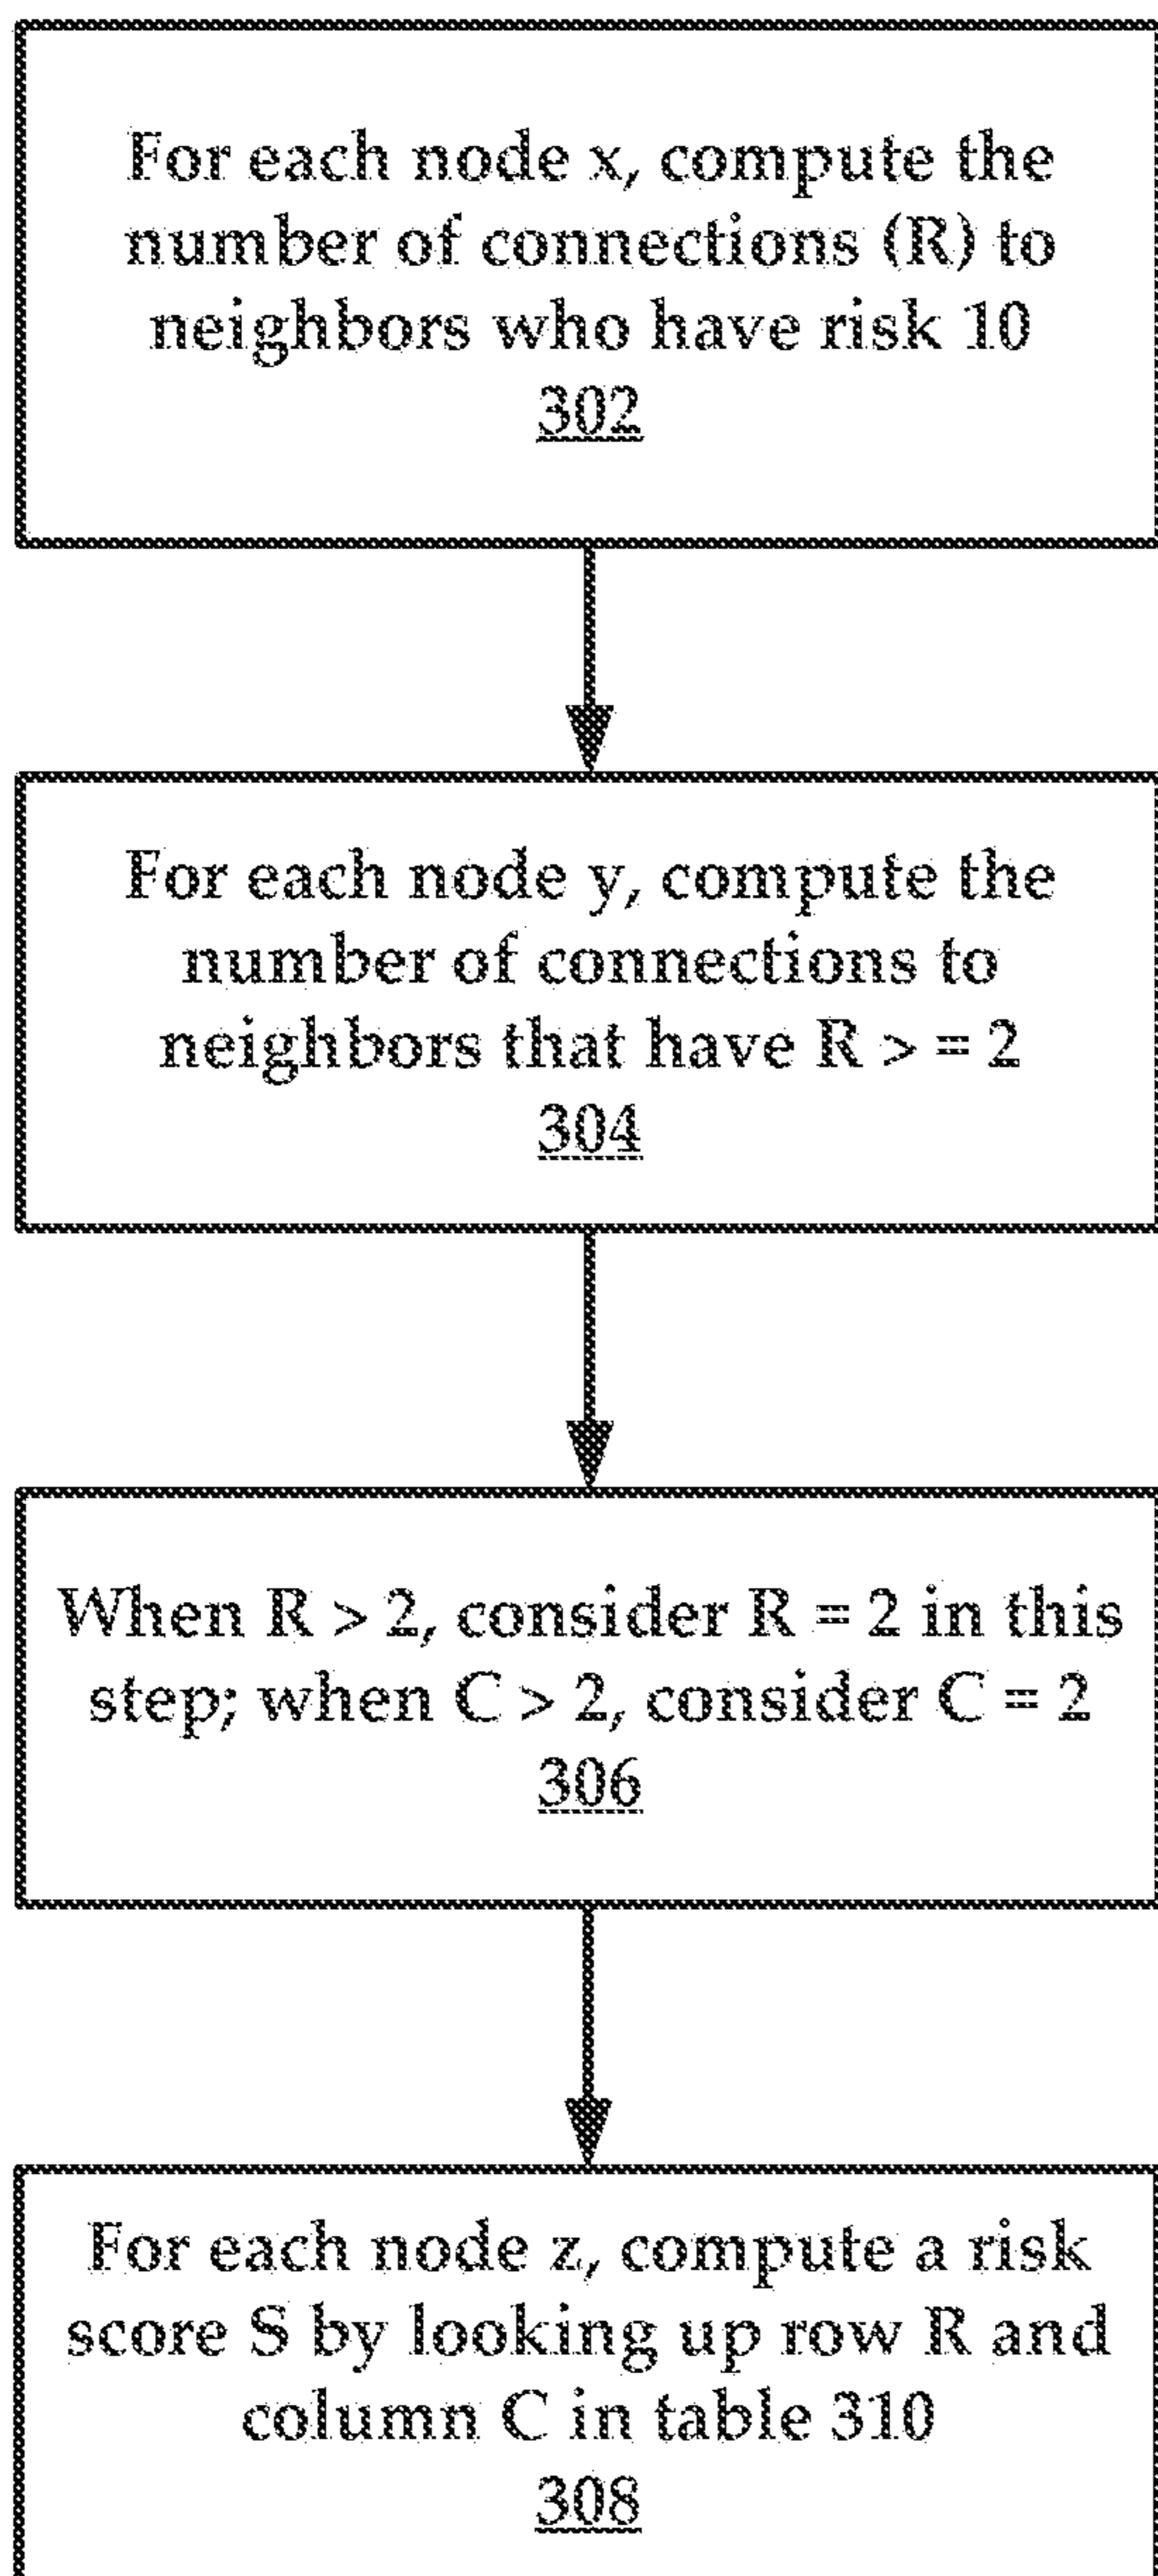 For each node x, compute the
number of connections (R) to
neighbors who have risk 10
302
For each node y, compute the
number of connections to
neighbors that have R > = 2
304
When R > 2, consider R = 2 in this
step; when C > 2, consider C = 2
306
For each node z, compute a risk
score S by looking up row R and
column C in table 310
308